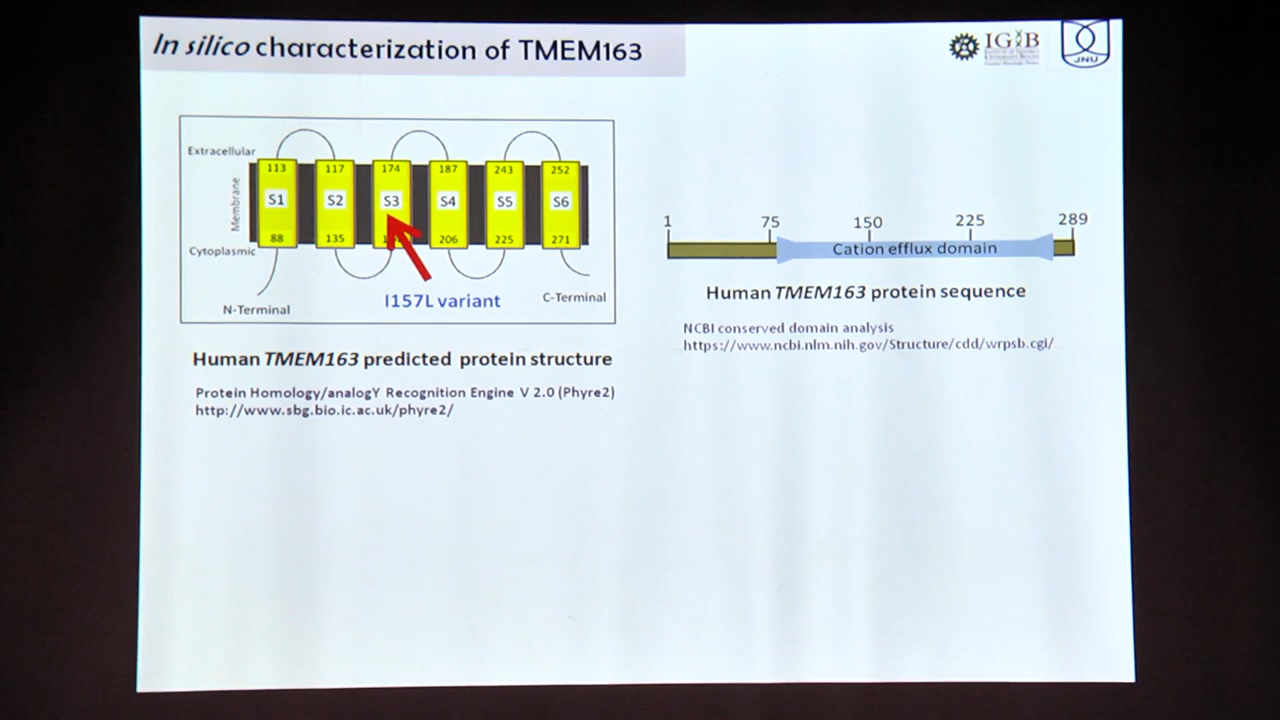 In silico characterization of TMEM163
IGIB
JNU
Extracellular
Membrane
Cytoplasmic
113 117 174 187 243 252
S1 S2 S3 S4 S5 S6
88 135 206 225 271
I157L variant
N-Terminal
C-Terminal
Human TMEM163 predicted protein structure
Protein Homology/analogY Recognition Engine V 2.0 (Phyre2)
http://www.sbg.bio.ic.ac.uk/phyre2/
1 75 150 225 289
Cation efflux domain
Human TMEM163 protein sequence
NCBI conserved domain analysis
https://www.ncbi.nlm.nih.gov/Structure/cdd/wrpsb.cgi/